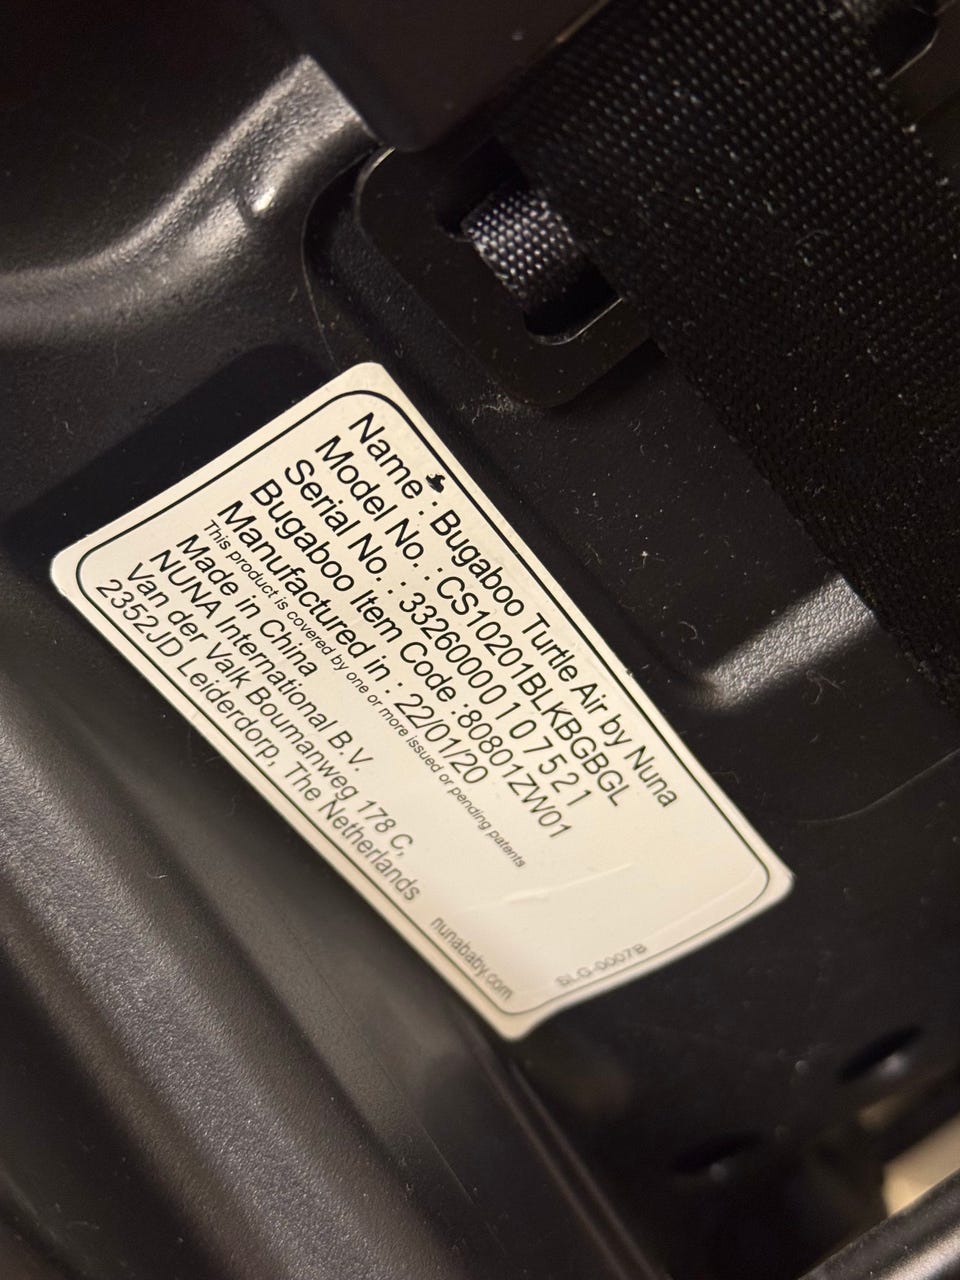 Name : Bugaboo Turtle Air by Nuna
Model No. : CS10201BLKBGBGL
Serial No. : 33260000107521
Bugaboo Item Code :80801ZW01
Manufactured in : 22/01/20
This product is covered by one or more issued or pending patents
Made in China
NUNA International B.V.
Van der Valk Boumanweg 178 C,
2352JD Leiderdorp, The Netherlands
nunababy.com
SLG-0007B